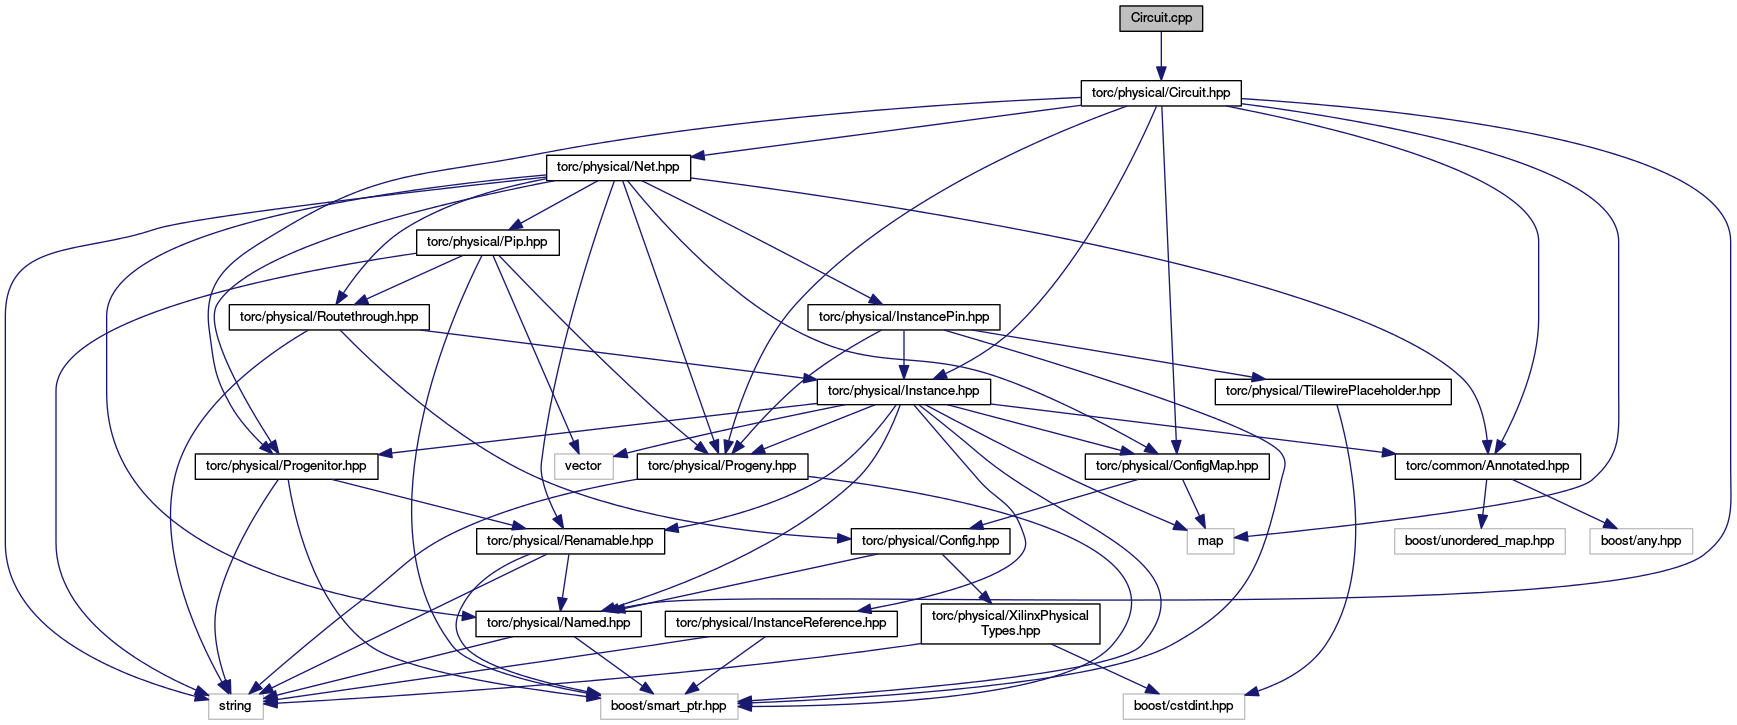 Circuit.cpp
torc/physical/Circuit.hpp
torc/physical/Net.hpp
torc/physical/Pip.hpp
torc/physical/Routethrough.hpp
torc/physical/InstancePin.hpp
torc/physical/Instance.hpp
torc/physical/TilewirePlaceholder.hpp
torc/physical/Progenitor.hpp
vector
torc/physical/Progeny.hpp
torc/physical/ConfigMap.hpp
torc/common/Annotated.hpp
torc/physical/Renamable.hpp
torc/physical/Config.hpp
map
boost/unordered_map.hpp
boost/any.hpp
torc/physical/Named.hpp
torc/physical/InstanceReference.hpp
torc/physical/XilinxPhysical
Types.hpp
string
boost/smart_ptr.hpp
boost/cstdint.hpp